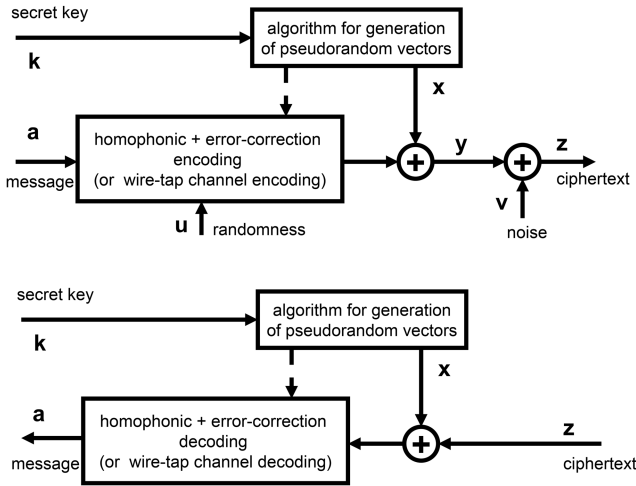 secret key
algorithm for generation
of pseudorandom vectors
k
x
a
homophonic + error-correction
encoding
(or wire-tap channel encoding)
+
y
+
z
message
ciphertext
u
randomness
v
noise
secret key
algorithm for generation
of pseudorandom vectors
k
x
a
homophonic + error-correction
decoding
(or wire-tap channel decoding)
+
z
message
ciphertext